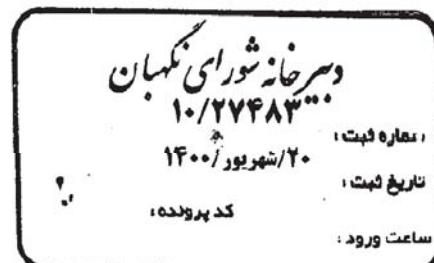 دبیرخانه شورای نگهبان
۱۰/۲۷۴۸۳
شماره ثبت :
۲۰/شهریور/۱۴۰۰
تاریخ ثبت :
کد پرونده :
ساعت ورود :